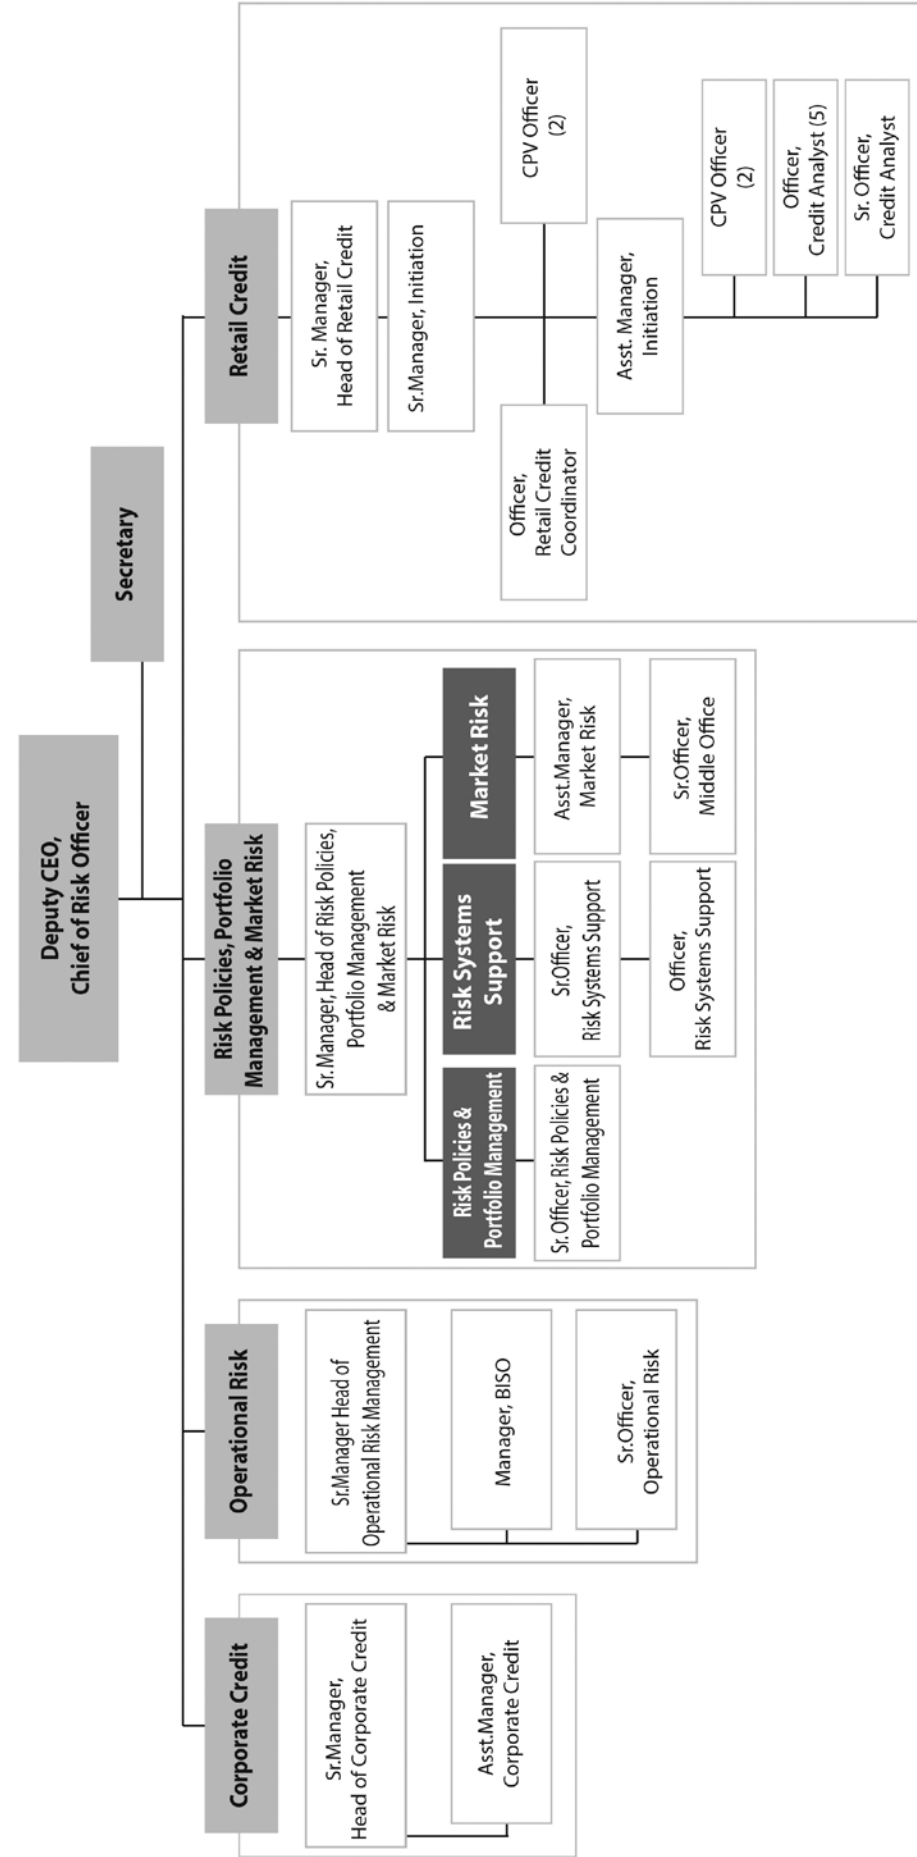 Deputy CEO,
Chief of Risk Officer
Secretary
Corporate Credit
Sr.Manager,
Head of Corporate Credit
Asst.Manager,
Corporate Credit
Operational Risk
Sr.Manager Head of
Operational Risk Management
Manager, BISO
Sr.Officer,
Operational Risk
Risk Policies, Portfolio
Management & Market Risk
Sr.Manager, Head of Risk Policies,
Portfolio Management
& Market Risk
Risk Policies &
Portfolio Management
Sr.Officer, Risk Policies &
Portfolio Management
Risk Systems
Support
Sr.Officer,
Risk Systems Support
Officer,
Risk Systems Support
Market Risk
Asst.Manager,
Market Risk
Sr.Officer,
Middle Office
Retail Credit
Sr. Manager,
Head of Retail Credit
Sr.Manager, Initiation
Officer,
Retail Credit
Coordinator
CPV Officer
(2)
Asst. Manager,
Initiation
CPV Officer
(2)
Officer,
Credit Analyst (5)
Sr. Officer,
Credit Analyst